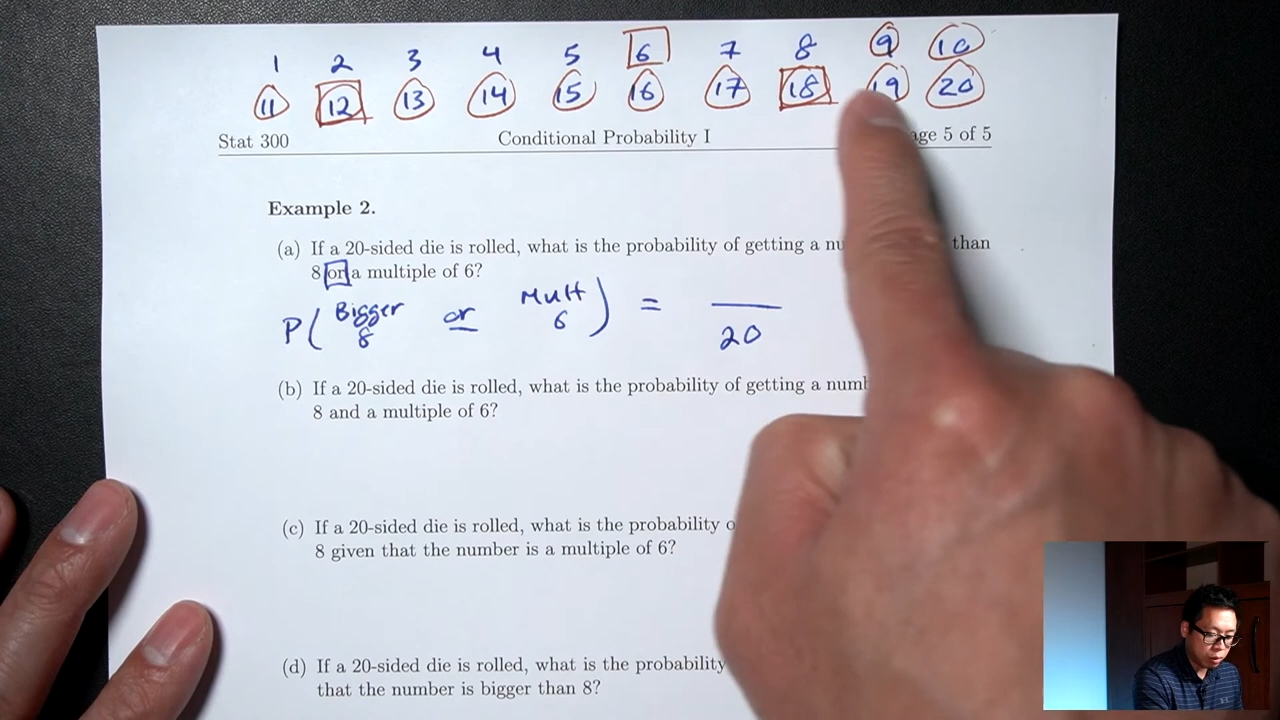 1 2 3 4 5 6 7 8 9 10
11 12 13 14 15 16 17 18 19 20
Stat 300 Conditional Probability I age 5 of 5
Example 2.
(a) If a 20-sided die is rolled, what is the probability of getting a nu than
8 or a multiple of 6?
P( Bigger 8 or Mult 6 ) = __ 20
(b) If a 20-sided die is rolled, what is the probability of getting a numb
8 and a multiple of 6?
(c) If a 20-sided die is rolled, what is the probability o
8 given that the number is a multiple of 6?
(d) If a 20-sided die is rolled, what is the probability
that the number is bigger than 8?